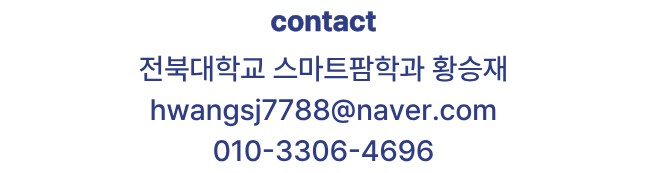 contact
전북대학교 스마트팜학과 황승재
hwangsj7788@naver.com
010-3306-4696